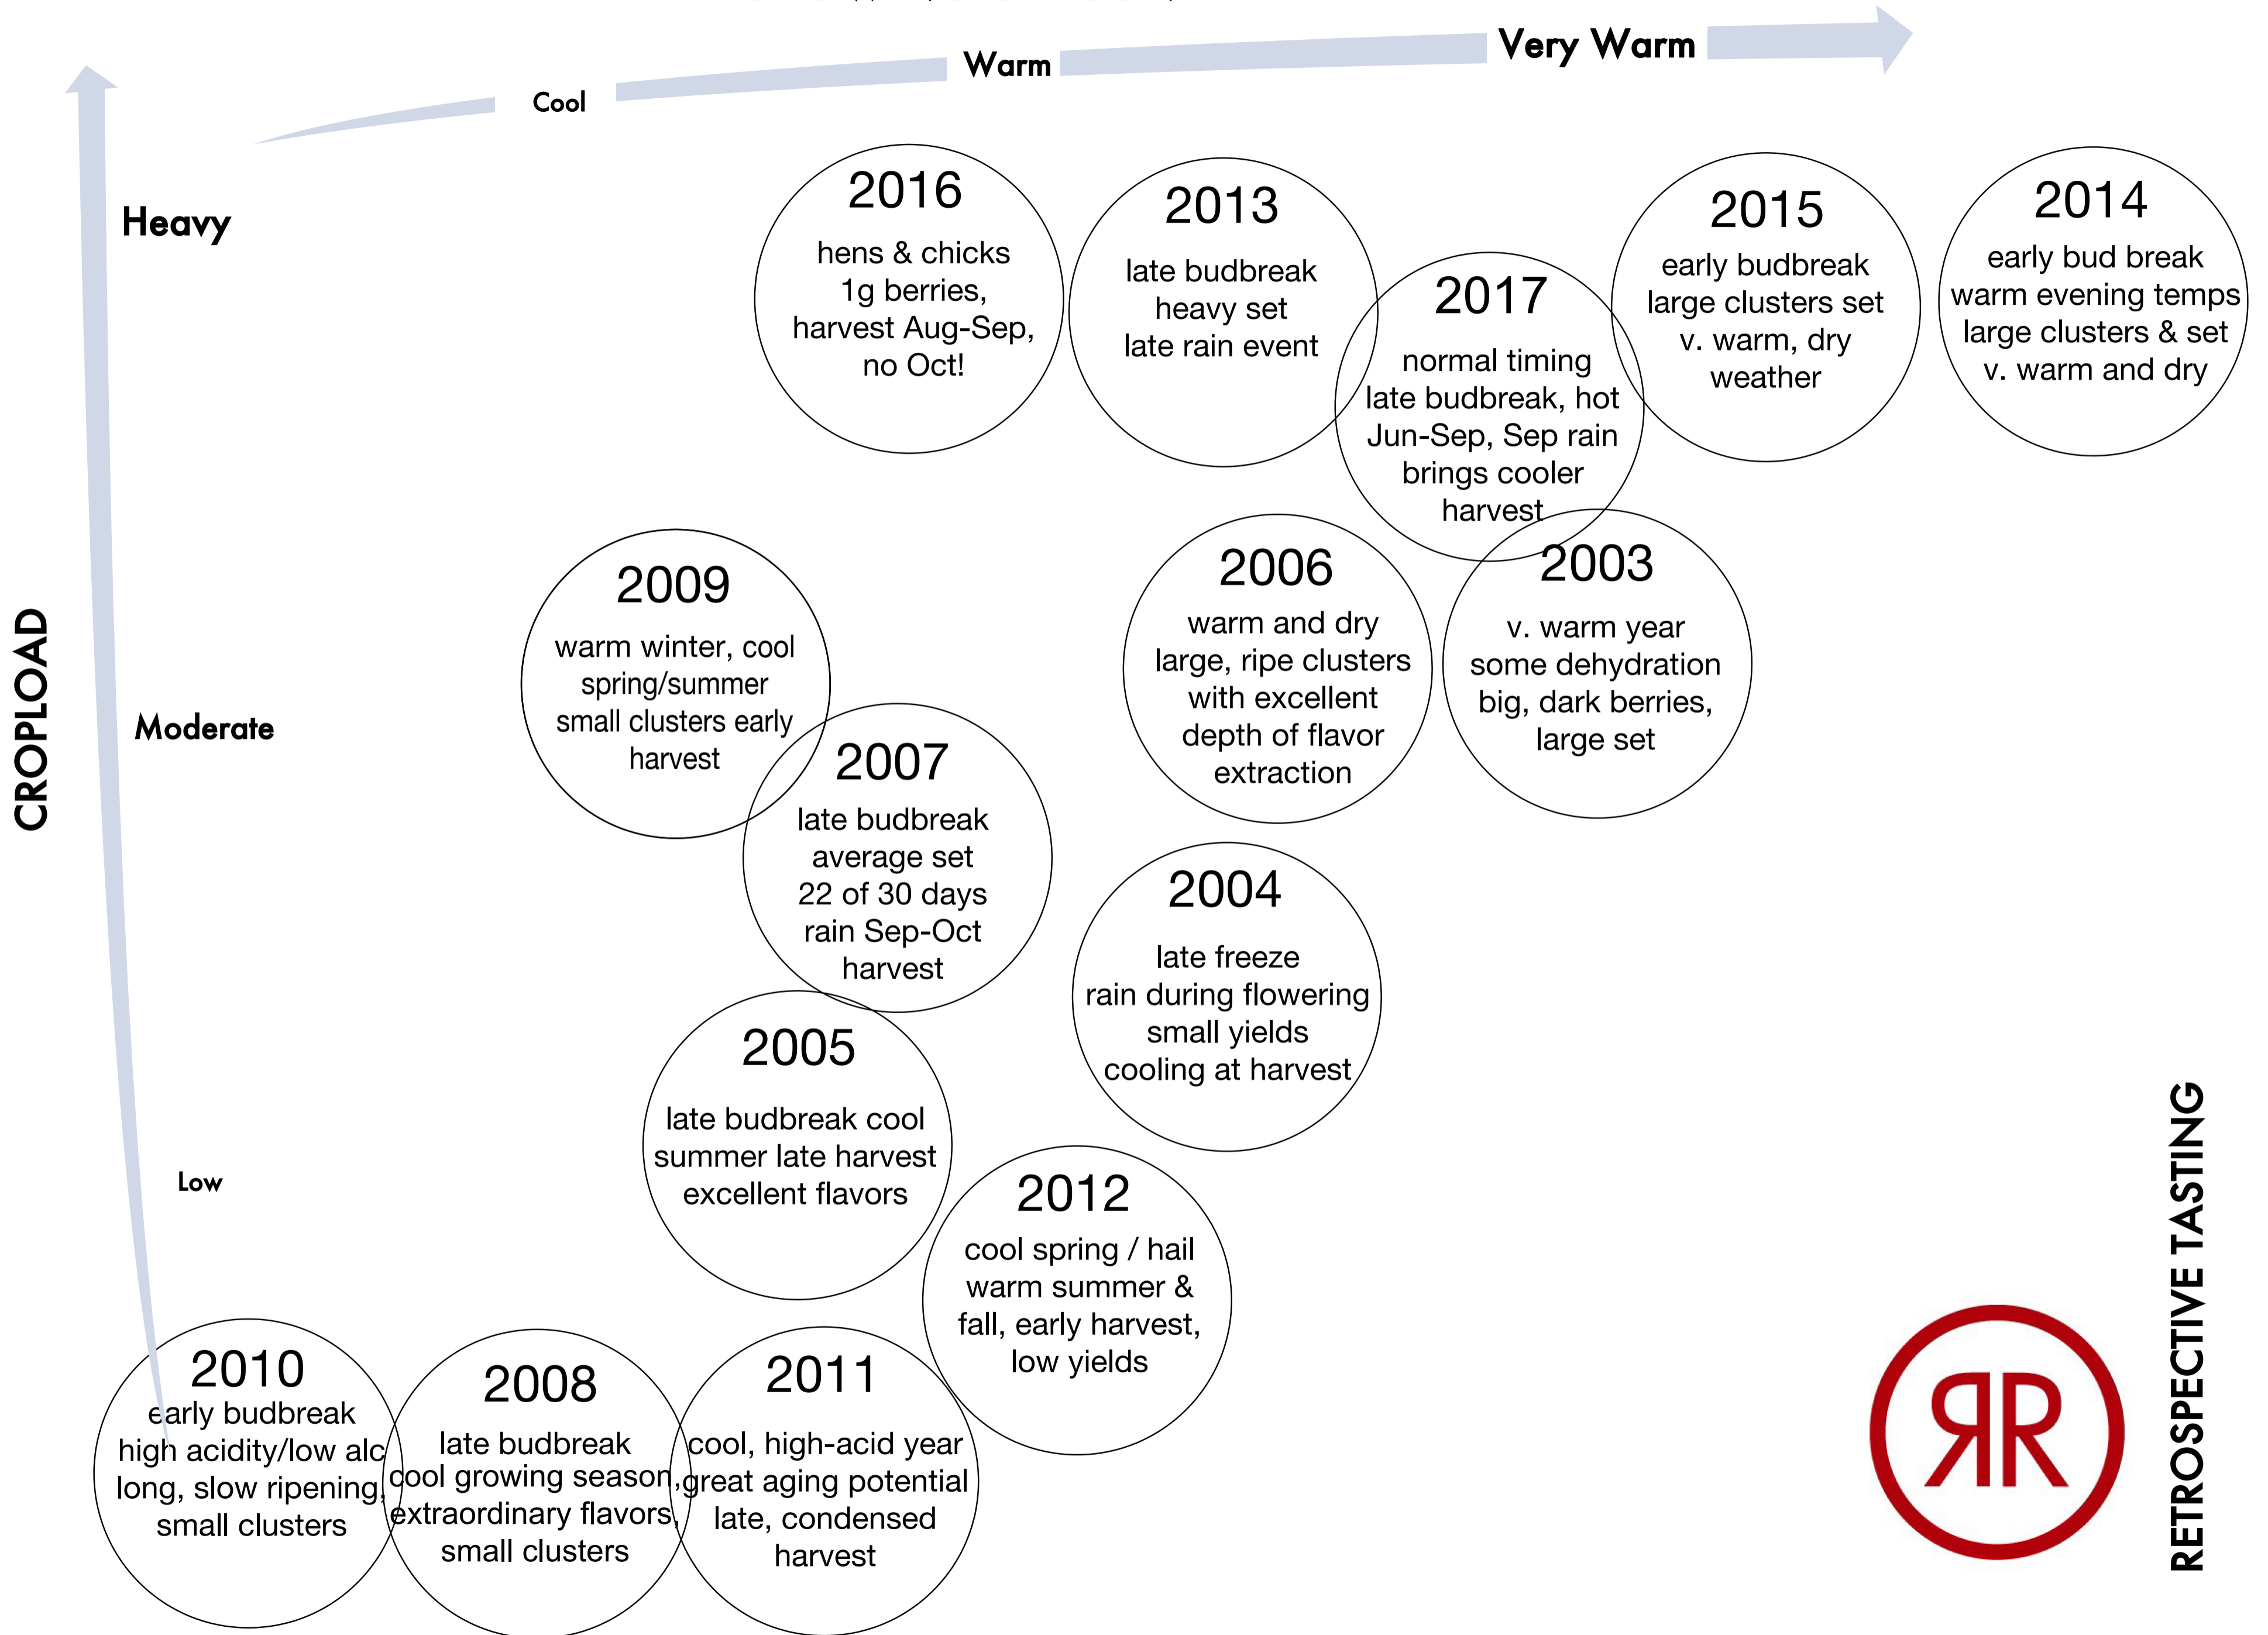 Very Warm
Warm
Cool
Heavy
Moderate
Low
CROPLOAD
2016
hens & chicks
1g berries,
harvest Aug-Sep,
no Oct!
2013
late budbreak
heavy set
late rain event
2017
normal timing
late budbreak, hot
Jun-Sep, Sep rain
brings cooler
harvest
2015
early budbreak
large clusters set
v. warm, dry
weather
2014
early bud break
warm evening temps
large clusters & set
v. warm and dry
2009
warm winter, cool
spring/summer
small clusters early
harvest
2007
late budbreak
average set
22 of 30 days
rain Sep-Oct
harvest
2006
warm and dry
large, ripe clusters
with excellent
depth of flavor
extraction
2003
v. warm year
some dehydration
big, dark berries,
large set
2004
late freeze
rain during flowering
small yields
cooling at harvest
2005
late budbreak cool
summer late harvest
excellent flavors
2012
cool spring / hail
warm summer &
fall, early harvest,
low yields
2010
early budbreak
high acidity/low alc
long, slow ripening,
small clusters
2008
late budbreak
cool growing season,
extraordinary flavors,
small clusters
2011
cool, high-acid year
great aging potential
late, condensed
harvest
RR
RETROSPECTIVE TASTING